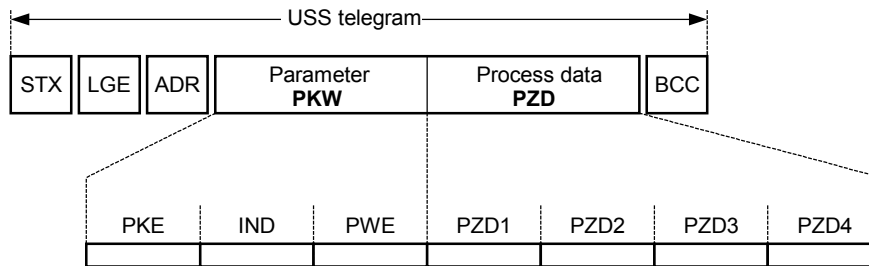 USS telegram
STX LGE ADR Parameter PKW Process data PZD BCC
PKE IND PWE PZD1 PZD2 PZD3 PZD4